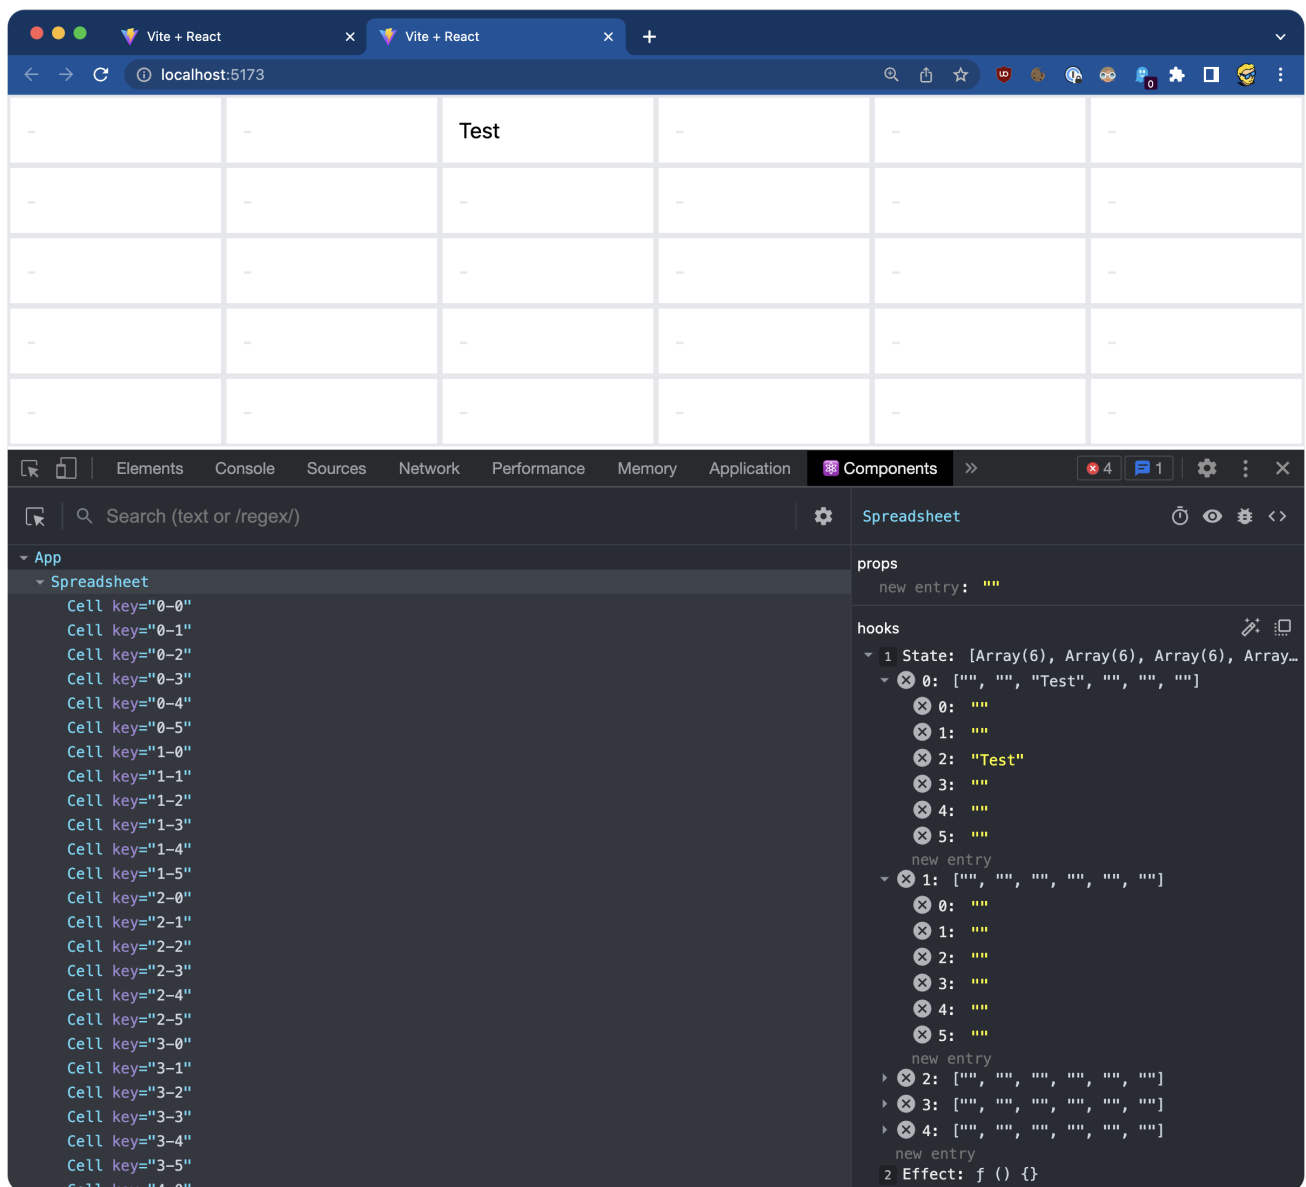 Vite + React
Vite + React
localhost:5173
0
- - Test - - -
- - - - - -
- - - - - -
- - - - - -
- - - - - -
Elements Console Sources Network Performance Memory Application Components » 4 1
Search (text or /regex/)
App
Spreadsheet
Cell key="0-0"
Cell key="0-1"
Cell key="0-2"
Cell key="0-3"
Cell key="0-4"
Cell key="0-5"
Cell key="1-0"
Cell key="1-1"
Cell key="1-2"
Cell key="1-3"
Cell key="1-4"
Cell key="1-5"
Cell key="2-0"
Cell key="2-1"
Cell key="2-2"
Cell key="2-3"
Cell key="2-4"
Cell key="2-5"
Cell key="3-0"
Cell key="3-1"
Cell key="3-2"
Cell key="3-3"
Cell key="3-4"
Cell key="3-5"
Spreadsheet
props
new entry: ""
hooks
1 State: [Array(6), Array(6), Array(6), Array…
0: ["", "", "Test", "", "", ""]
0: ""
1: ""
2: "Test"
3: ""
4: ""
5: ""
new entry
1: ["", "", "", "", "", ""]
0: ""
1: ""
2: ""
3: ""
4: ""
5: ""
new entry
2: ["", "", "", "", "", ""]
3: ["", "", "", "", "", ""]
4: ["", "", "", "", "", ""]
new entry
2 Effect: ƒ () {}